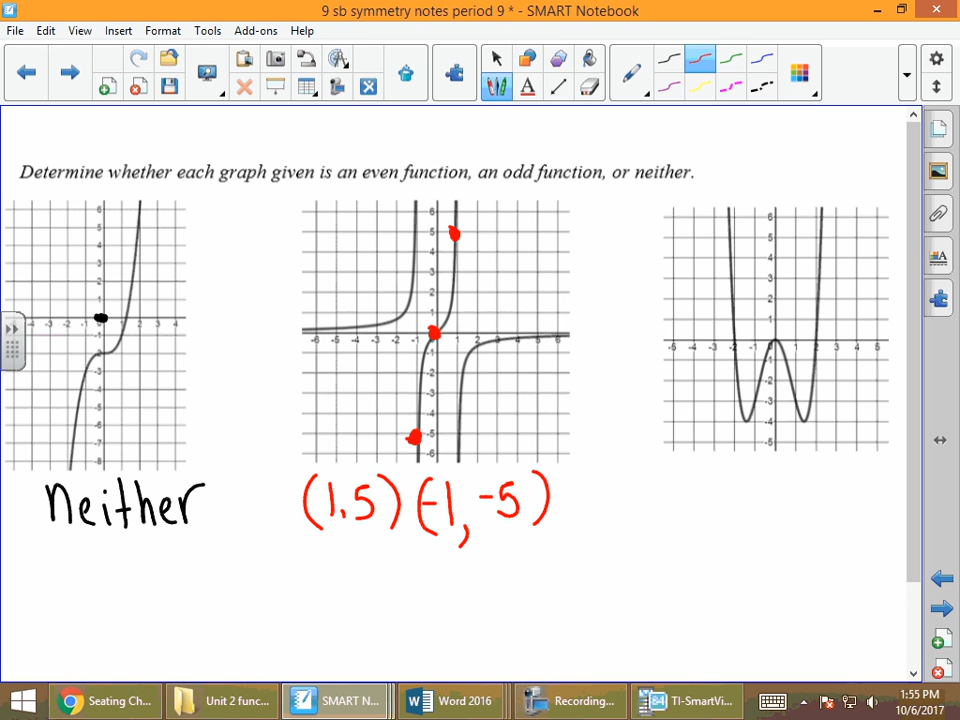 9 sb symmetry notes period 9 * - SMART Notebook
File Edit View Insert Format Tools Add-ons Help
Determine whether each graph given is an even function, an odd function, or neither.
neither (1,5) (-1, -5)
Seating Ch... Unit 2 func... SMART N... Word 2016 Recording... TI-SmartVi...
1:55 PM
10/6/2017